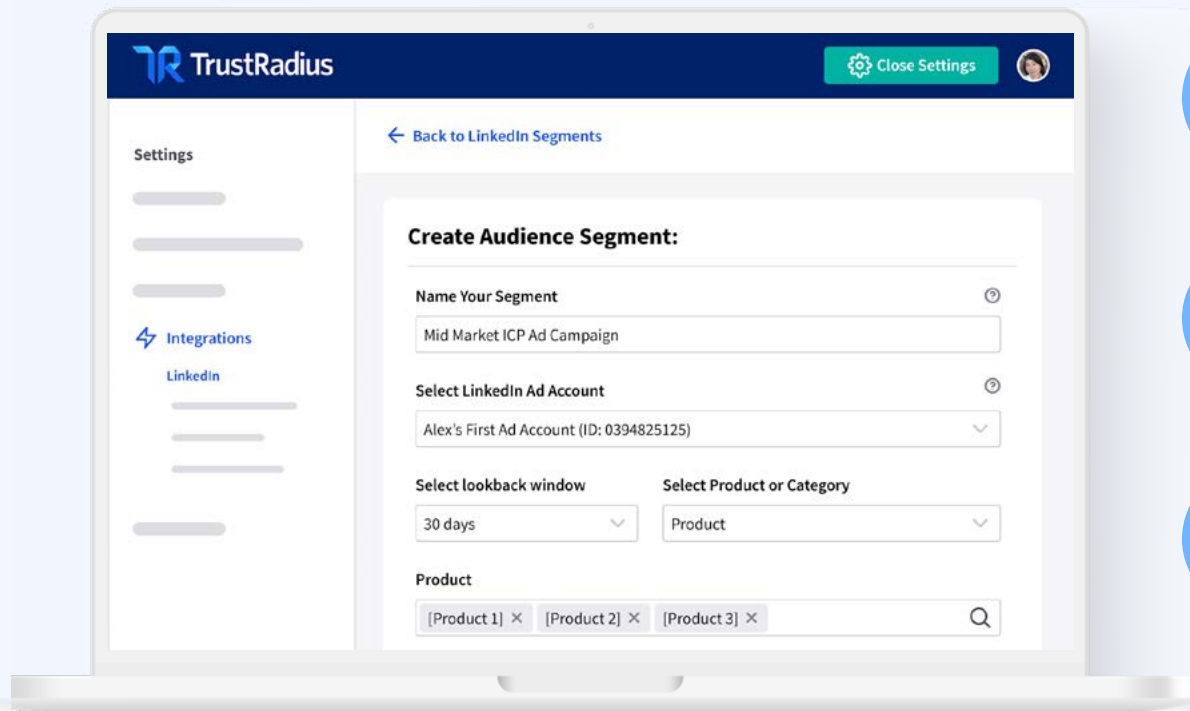 TrustRadius
Close Settings
Settings
Integrations
LinkedIn
Back to LinkedIn Segments
Create Audience Segment:
Name Your Segment
Mid Market ICP Ad Campaign
Select LinkedIn Ad Account
Alex's First Ad Account (ID: 0394825125)
Select lookback window
30 days
Select Product or Category
Product
Product
[Product 1] × [Product 2] × [Product 3] ×